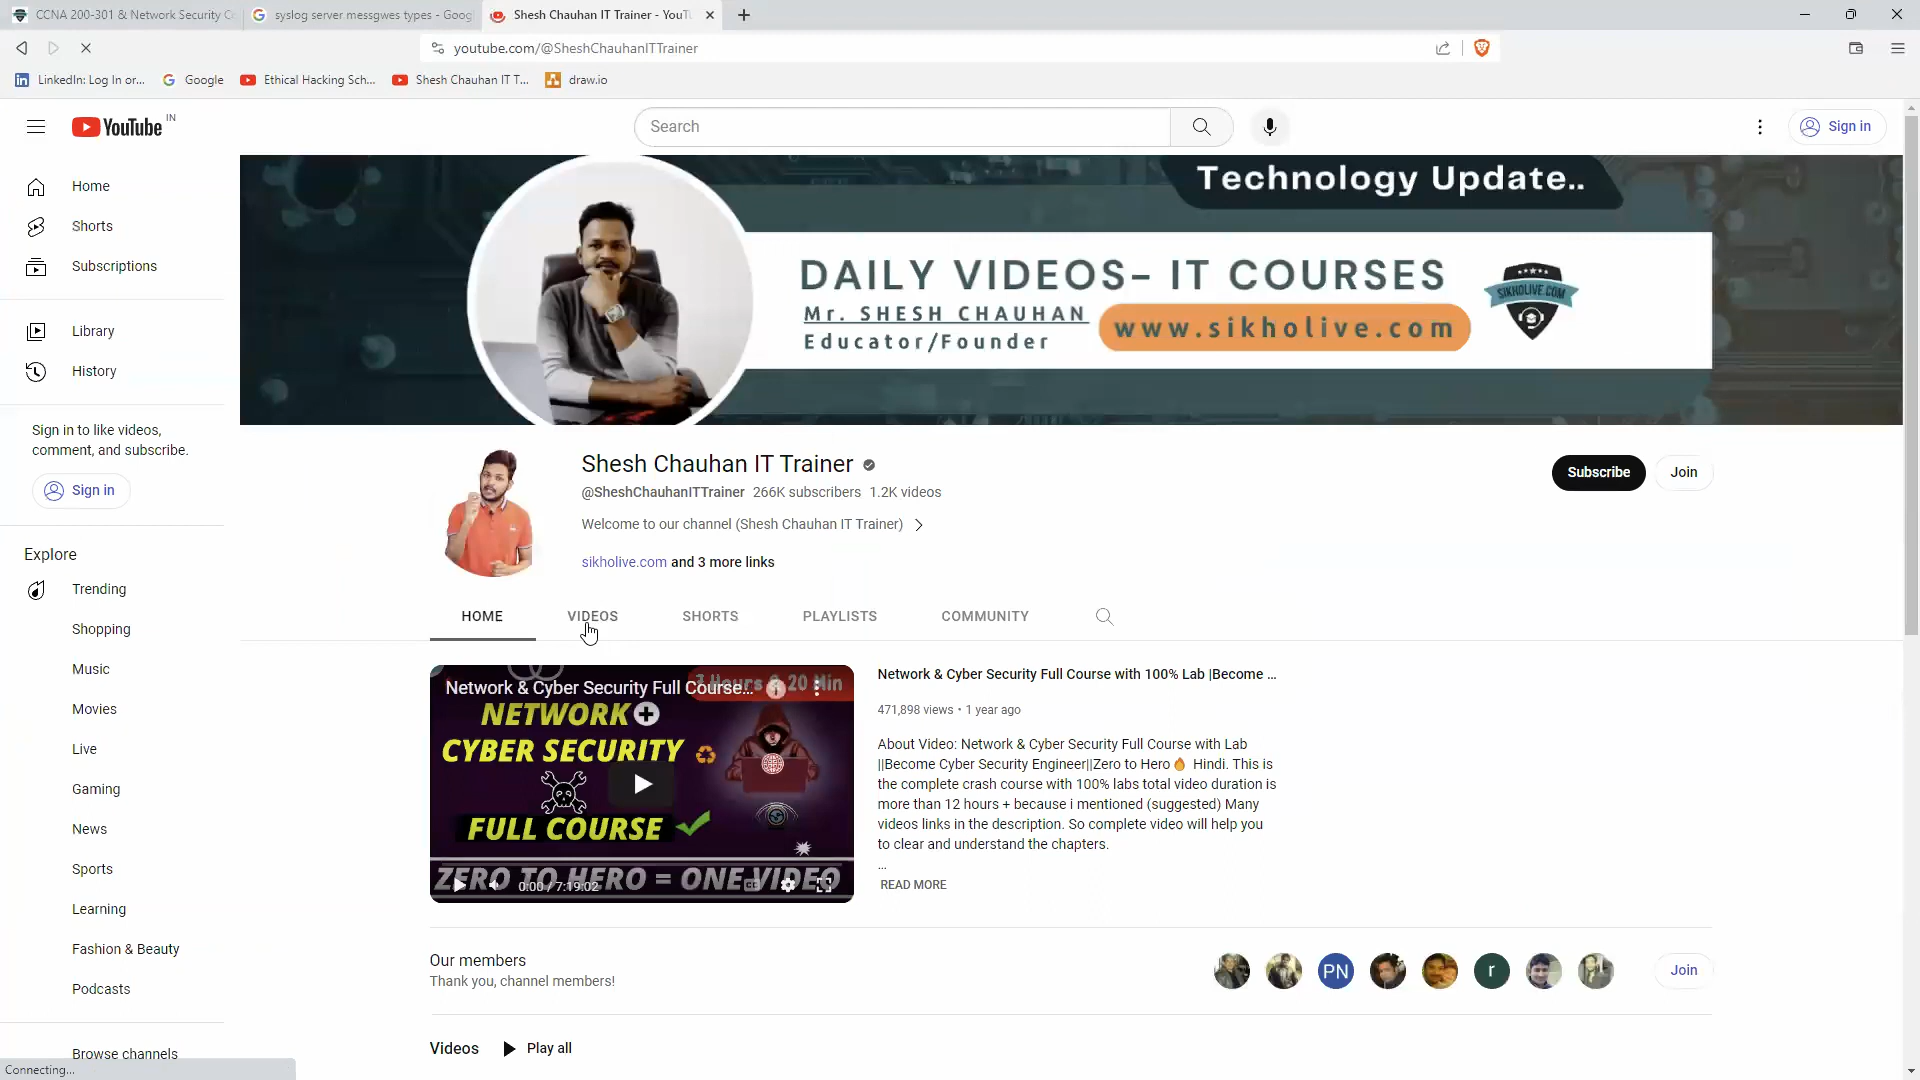 CCNA 200-301 & Network Security C
syslog server messgwes types - Goog
Shesh Chauhan IT Trainer - YouT
youtube.com/@SheshChauhanITTrainer
LinkedIn: Log In or...
Google
Ethical Hacking Sch...
Shesh Chauhan IT T...
draw.io
YouTube
IN
Search
Sign in
Home
Shorts
Subscriptions
Library
History
Sign in to like videos,
comment, and subscribe.
Sign in
Explore
Trending
Shopping
Music
Movies
Live
Gaming
News
Sports
Learning
Fashion & Beauty
Podcasts
Browse channels
Connecting...
Technology Update..
DAILY VIDEOS- IT COURSES
Mr. SHESH CHAUHAN
Educator/Founder
www.sikholive.com
SIKHOLIVE.COM
Shesh Chauhan IT Trainer
@SheshChauhanITTrainer 266K subscribers 1.2K videos
Welcome to our channel (Shesh Chauhan IT Trainer)
sikholive.com and 3 more links
Subscribe
Join
HOME
VIDEOS
SHORTS
PLAYLISTS
COMMUNITY
Network & Cyber Security Full Course...
7 Hours & 20 Min
NETWORK+
CYBER SECURITY
FULL COURSE
ZERO TO HERO = ONE VIDEO
0:00 / 7:19:02
Network & Cyber Security Full Course with 100% Lab |Become ...
471,898 views • 1 year ago
About Video: Network & Cyber Security Full Course with Lab
||Become Cyber Security Engineer||Zero to Hero🔥 Hindi. This is
the complete crash course with 100% labs total video duration is
more than 12 hours + because i mentioned (suggested) Many
videos links in the description. So complete video will help you
to clear and understand the chapters.
...
READ MORE
Our members
Thank you, channel members!
PN
r
Join
Videos
Play all